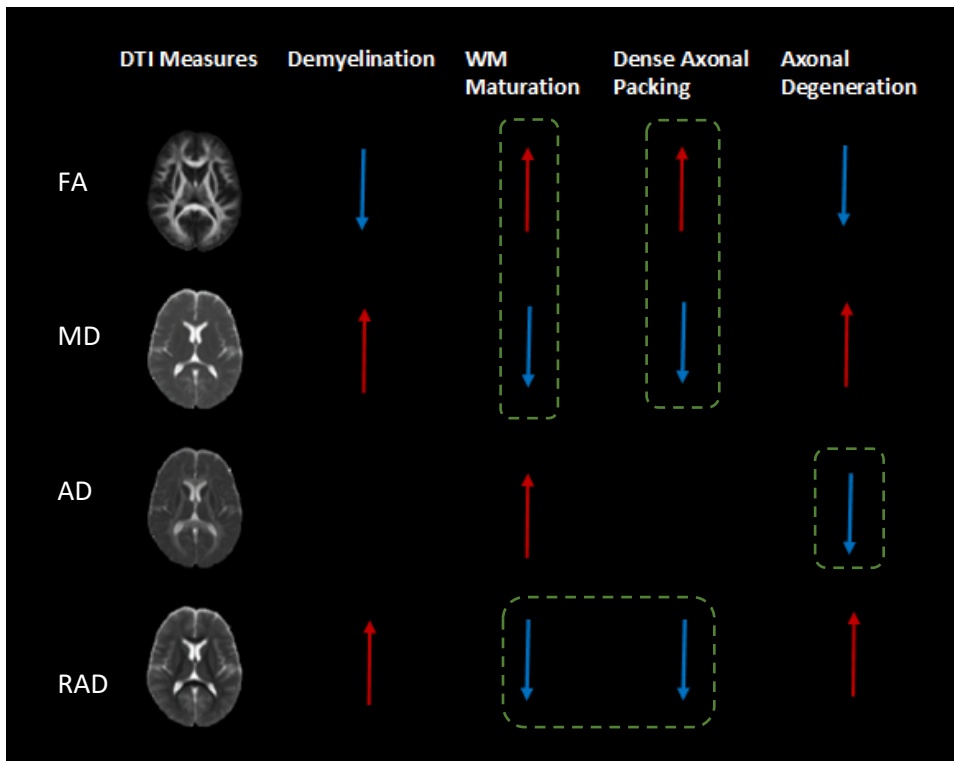 DTI Measures
Demyelination
WM
Maturation
Dense Axonal
Packing
Axonal
Degeneration
FA
MD
AD
RAD